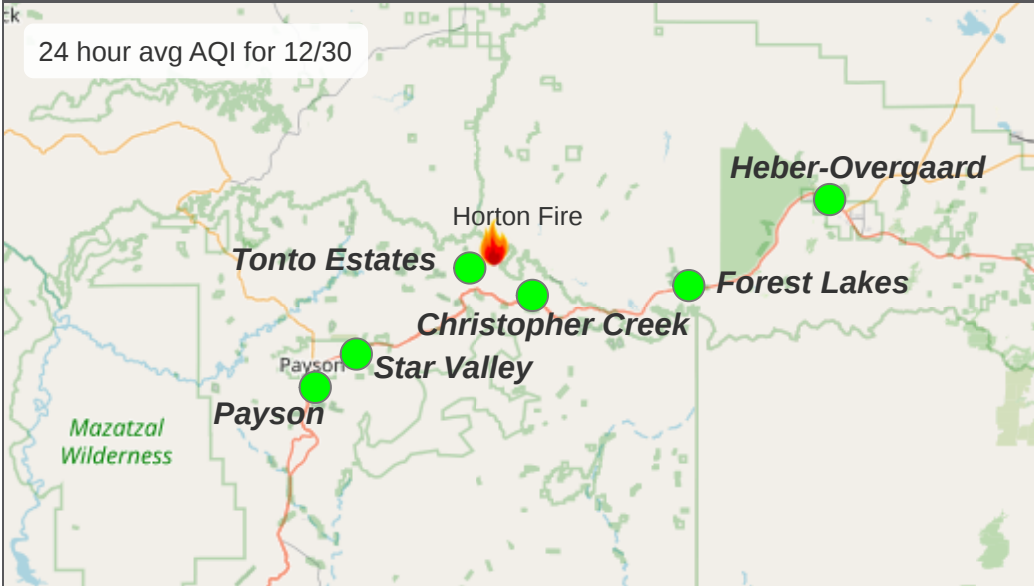 ck
24 hour avg AQI for 12/30
Heber-Overgaard
Horton Fire
Tonto Estates
Forest Lakes
Christopher Creek
Payson
Star Valley
Payson
Mazatzal
Wilderness